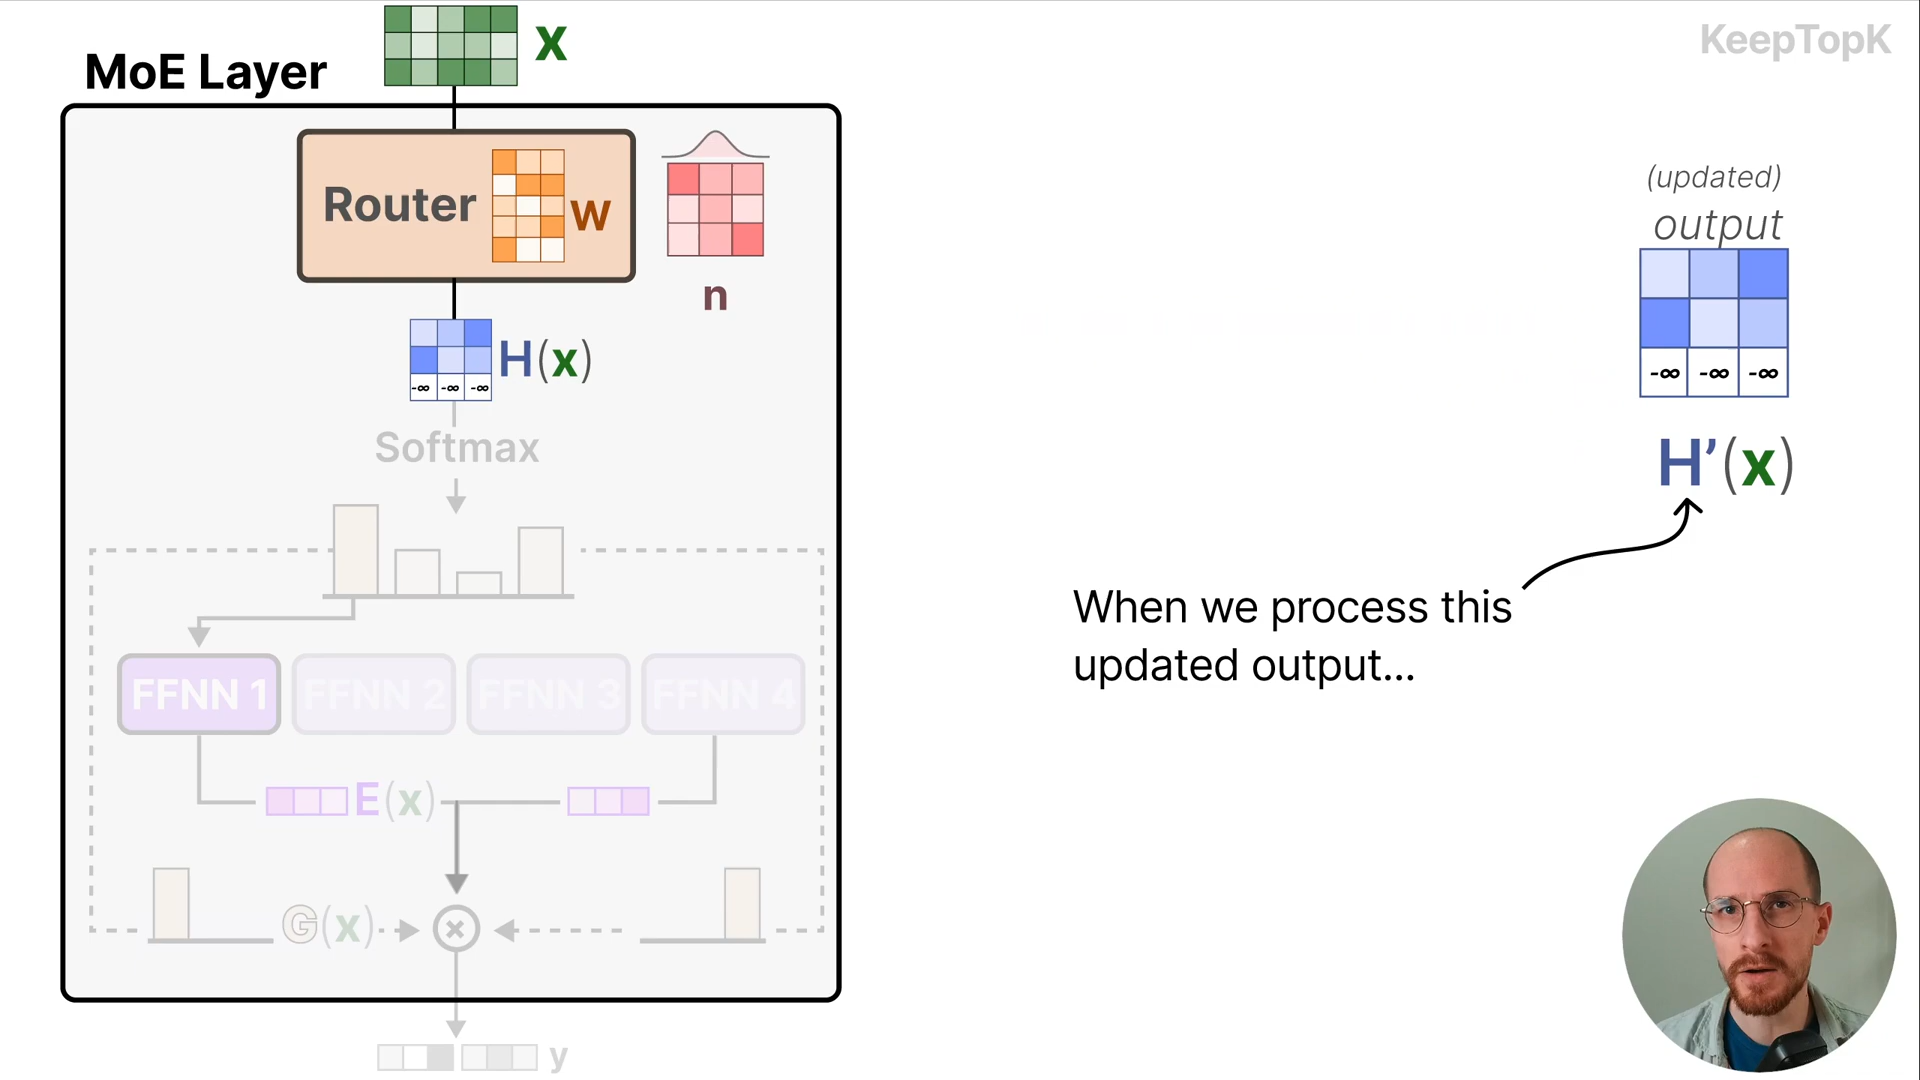 KeepTopK
MoE Layer
X
Router
W
n
H(x)
-∞ -∞ -∞
Softmax
FFNN 1
FFNN 2
FFNN 3
FFNN 4
E(x)
G(x)
y
(updated)
output
-∞ -∞ -∞
H’(x)
When we process this
updated output...